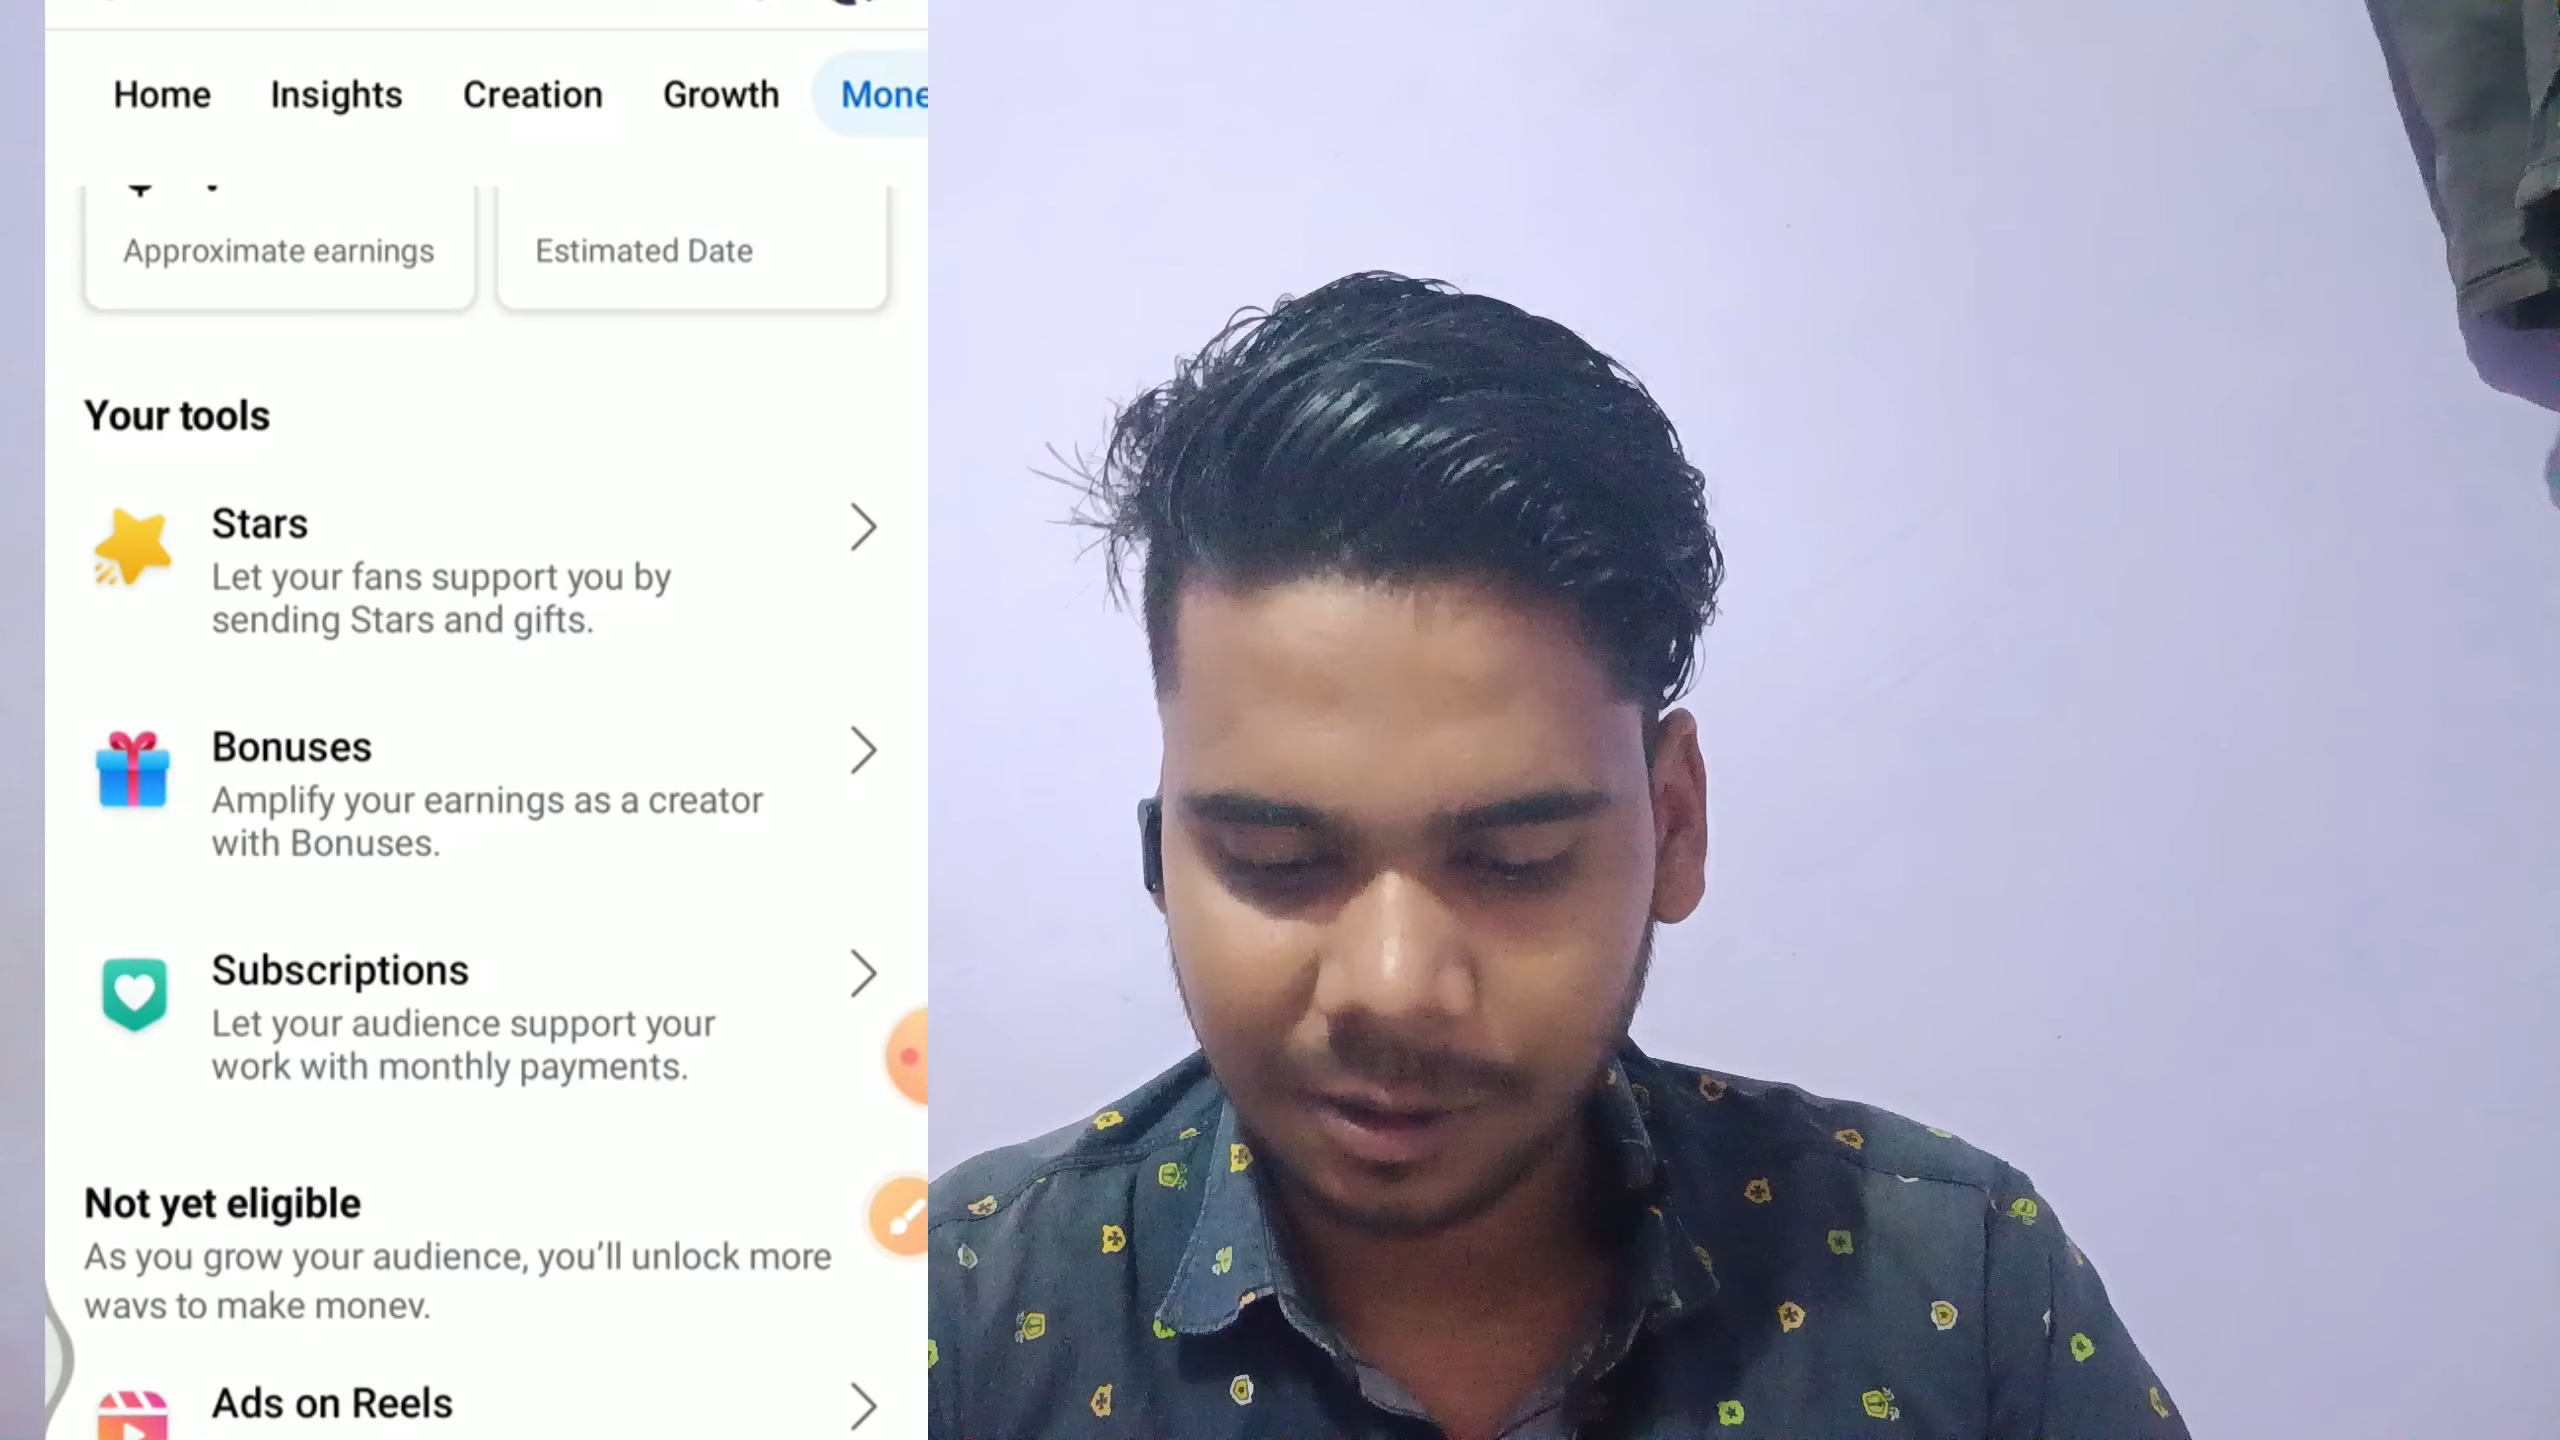 Home Insights Creation Growth Mone
Approximate earnings Estimated Date
Your tools
Stars
Let your fans support you by
sending Stars and gifts.
Bonuses
Amplify your earnings as a creator
with Bonuses.
Subscriptions
Let your audience support your
work with monthly payments.
Not yet eligible
As you grow your audience, you’ll unlock more
ways to make money.
Ads on Reels